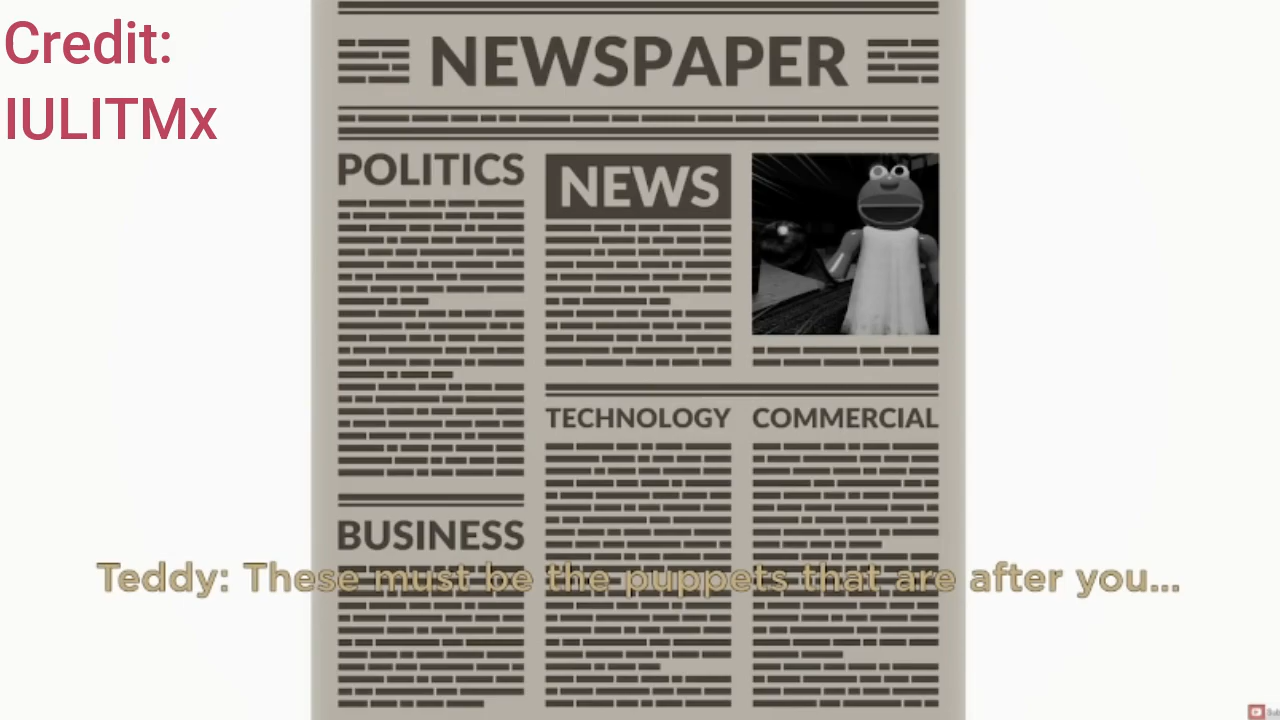 Credit:
IULITMx
NEWSPAPER
POLITICS
NEWS
TECHNOLOGY
COMMERCIAL
BUSINESS
Teddy: These must be the puppets that are after you...